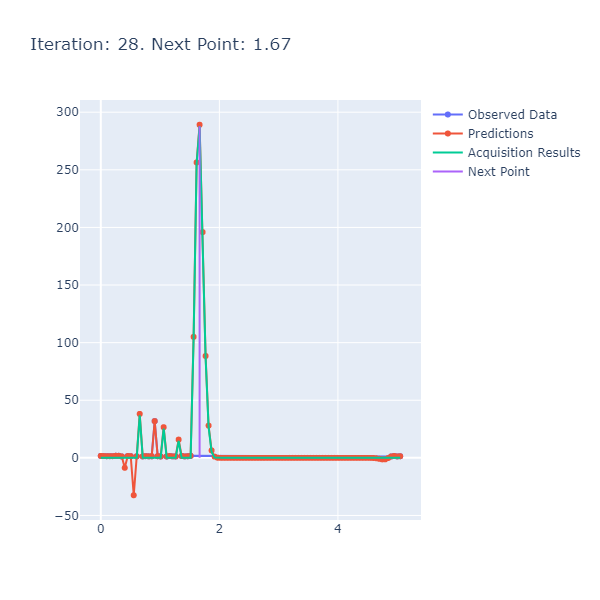 Iteration: 28. Next Point: 1.67
300
250
200
150
100
50
0
−50
0 2 4
Observed Data
Predictions
Acquisition Results
Next Point